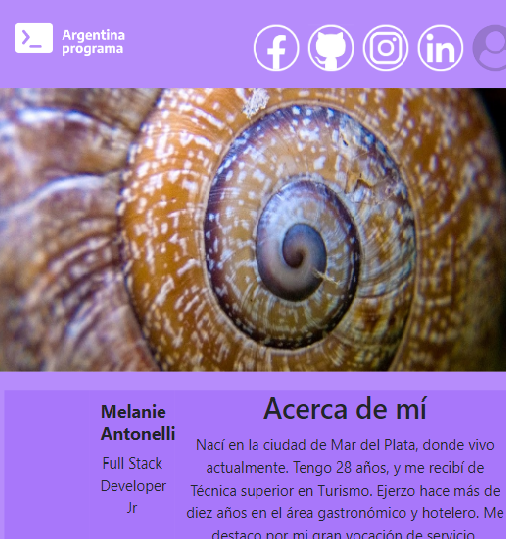 Argentina
programa
Melanie
Antonelli
Full Stack
Developer
Jr
Acerca de mí
Nací en la ciudad de Mar del Plata, donde vivo
actualmente. Tengo 28 años, y me recibí de
Técnica superior en Turismo. Ejerzo hace más de
diez años en el área gastronómico y hotelero. Me
destaco por mi gran vocación de servicio